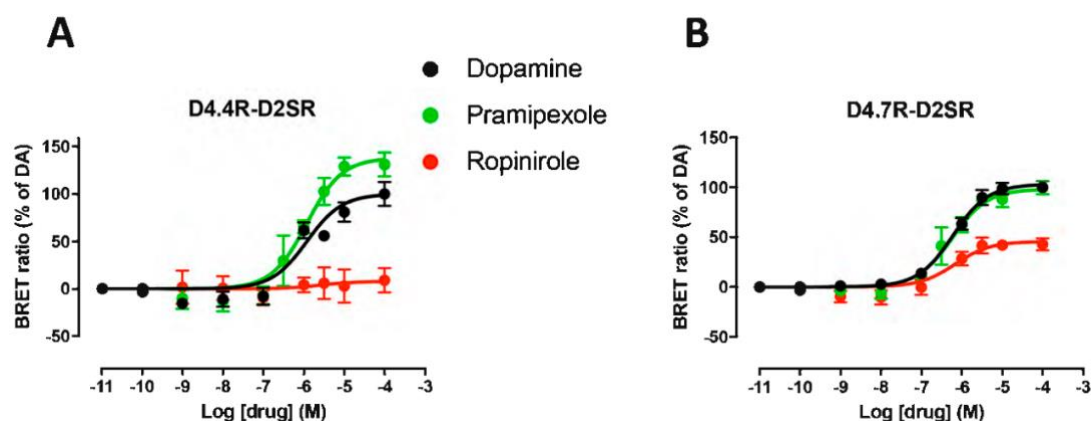 A
B
Dopamine
Pramipexole
Ropinirole
D4.4R-D2SR
BRET ratio (% of DA)
150
100
50
0
-50
-11 -10 -9 -8 -7 -6 -5 -4 -3
Log [drug] (M)
D4.7R-D2SR
BRET ratio (% of DA)
150
100
50
0
-50
-11 -10 -9 -8 -7 -6 -5 -4 -3
Log [drug] (M)